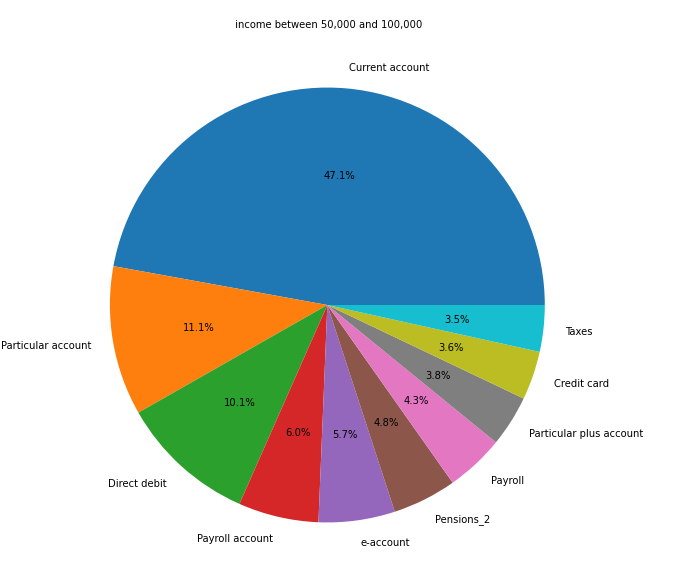 income between 50,000 and 100,000
Current account
47.1%
Particular account
11.1%
Direct debit
10.1%
Payroll account
6.0%
e-account
5.7%
Pensions_2
4.8%
Payroll
4.3%
Particular plus account
3.8%
Credit card
3.6%
Taxes
3.5%